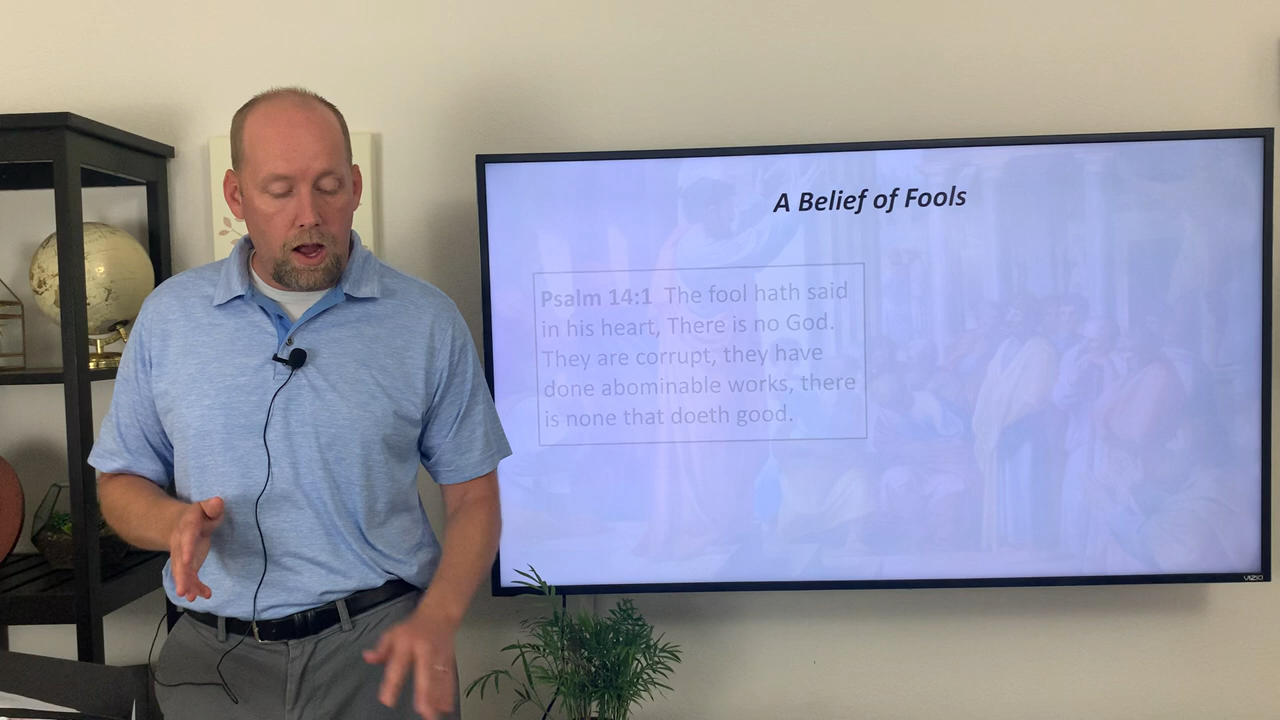 A Belief of Fools
Psalm 14:1 The fool hath said
in his heart, There is no God.
They are corrupt, they have
done abominable works, there
is none that doeth good.
VIZIO